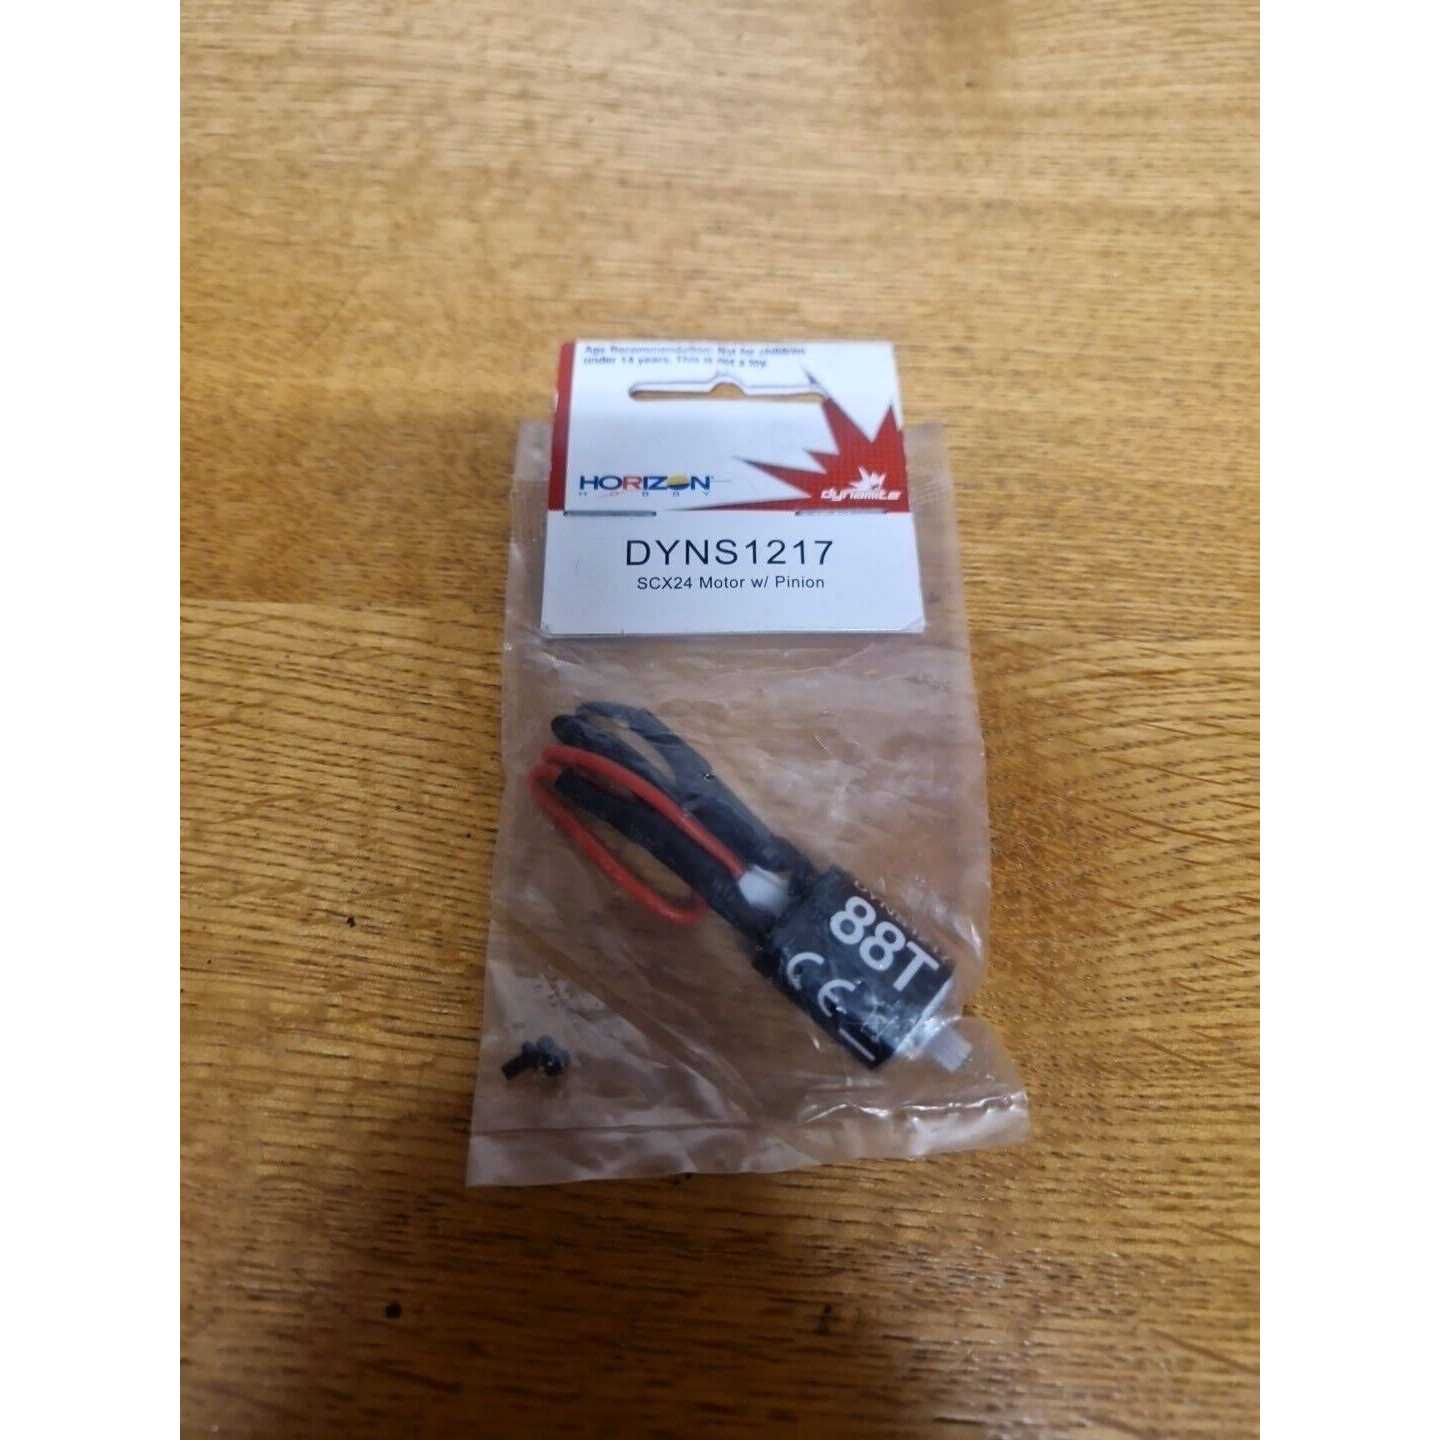 Age Recommendation: Not for children
under 14 years. This is not a toy.
HORIZON
HOBBY
dynamite
DYNS1217
SCX24 Motor w/ Pinion
88T
CE